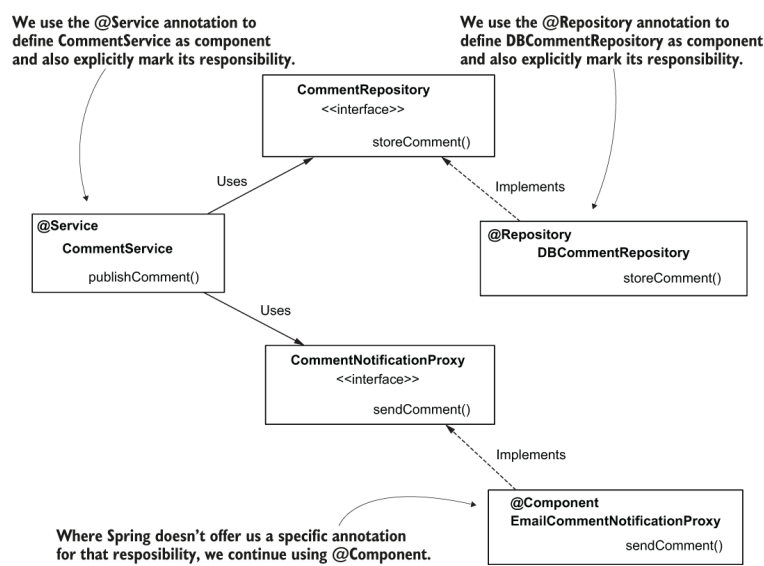 We use the @Service annotation to
define CommentService as component
and also explicitly mark its responsibility.
We use the @Repository annotation to
define DBCommentRepository as component
and also explicitly mark its responsibility.
CommentRepository
<<interface>>
storeComment()
Uses
Implements
@Service
CommentService
publishComment()
@Repository
DBCommentRepository
storeComment()
Uses
CommentNotificationProxy
<<interface>>
sendComment()
Implements
@Component
EmailCommentNotificationProxy
sendComment()
Where Spring doesn't offer us a specific annotation
for that resposibility, we continue using @Component.